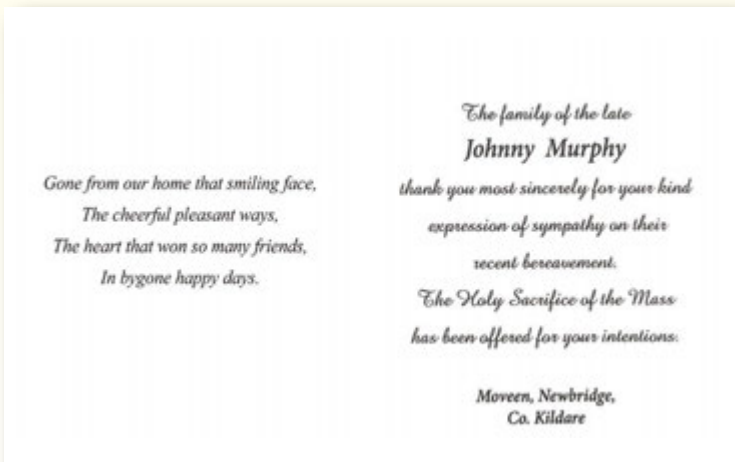 Gone from our home that smiling face,
The cheerful pleasant ways,
The heart that won so many friends,
In bygone happy days.
The family of the late
Johnny Murphy
thank you most sincerely for your kind
expression of sympathy on their
recent bereavement.
The Holy Sacrifice of the Mass
has been offered for your intentions.
Moveen, Newbridge,
Co. Kildare